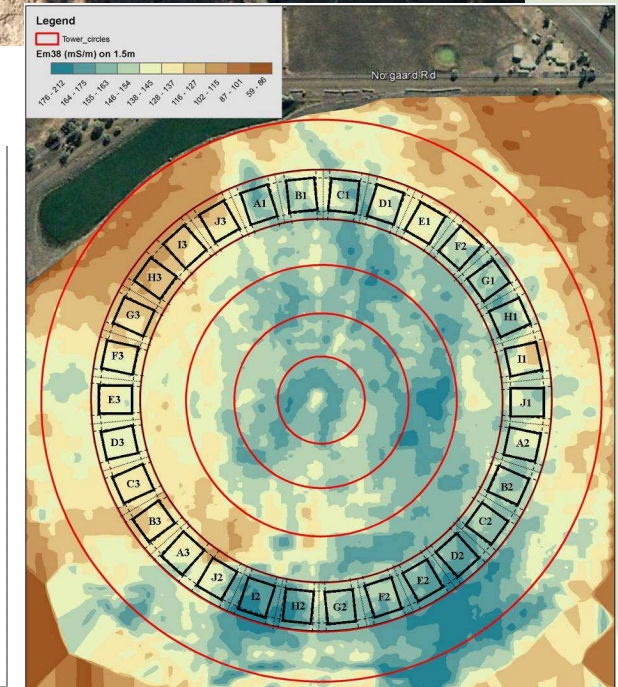 Legend
Tower_circles
Em38 (mS/m) on 1.5m
176 - 212
164 - 175
155 - 163
146 - 154
138 - 145
128 - 137
116 - 127
102 - 115
87 - 101
59 - 86
Norgaard Rd
A1
B1
C1
D1
E1
F2
G1
H1
I1
J1
A2
B2
C2
D2
E2
F2
G2
H2
I2
J2
A3
B3
C3
D3
E3
F3
G3
H3
I3
J3